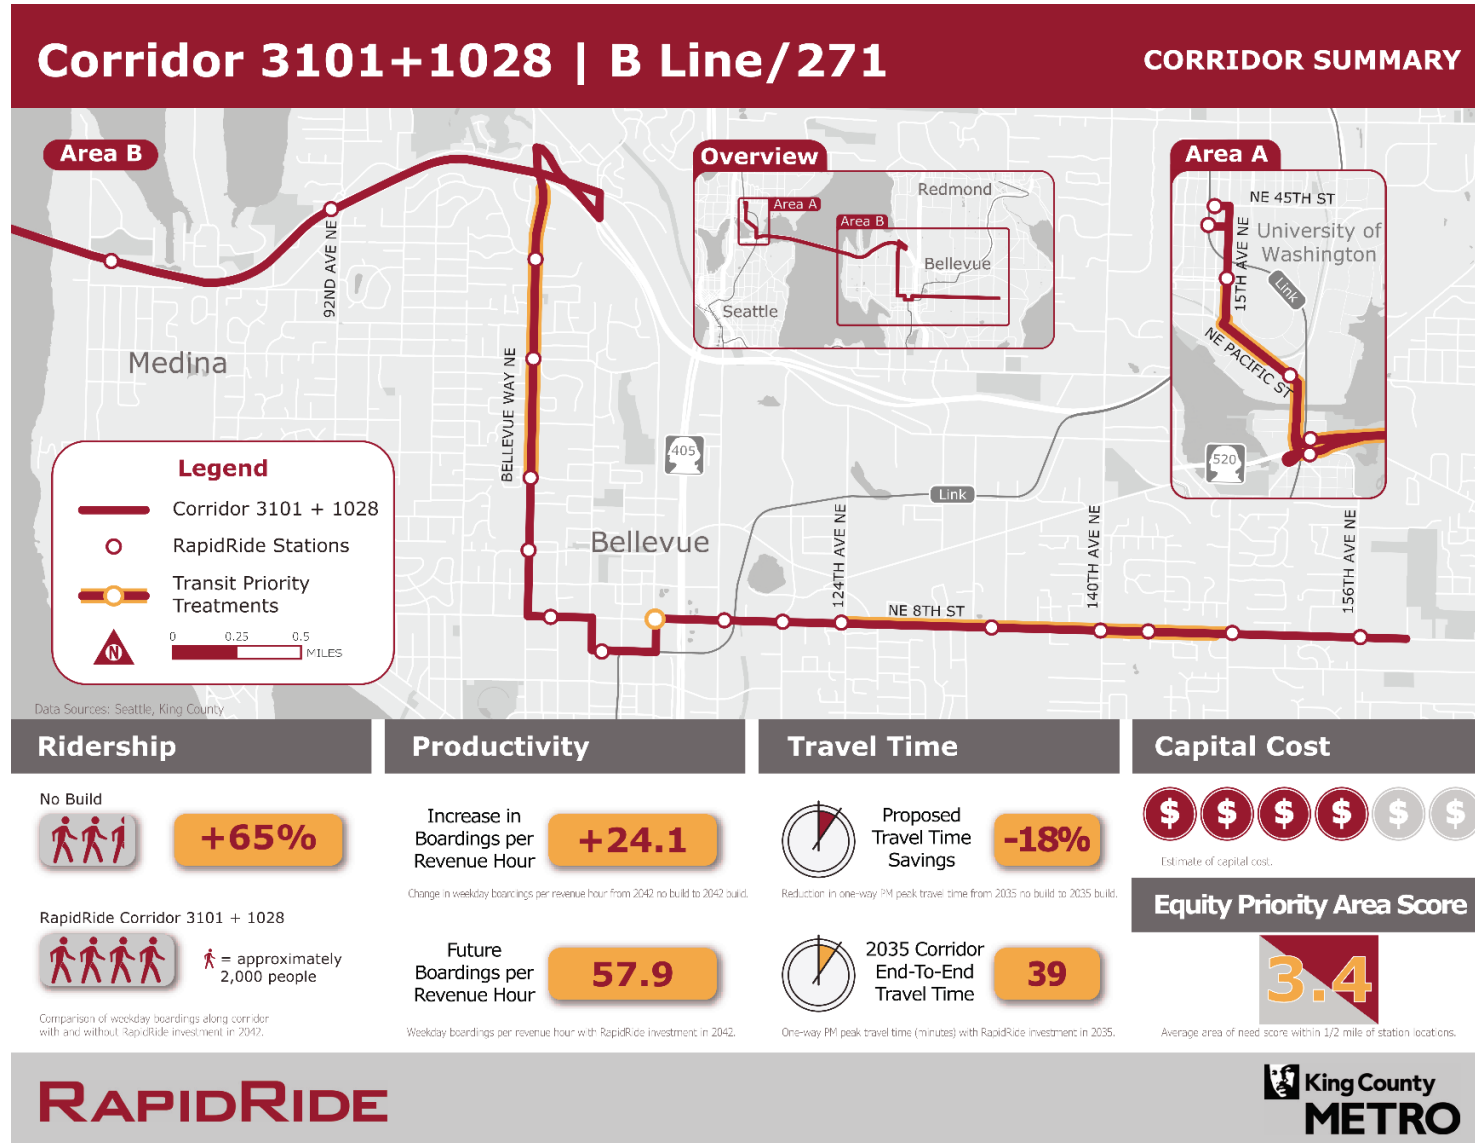 Corridor 3101+1028 | B Line/271
CORRIDOR SUMMARY
Area B
92ND AVE NE
Medina
BELLEVUE WAY NE
405
Bellevue
Link
124TH AVE NE
NE 8TH ST
140TH AVE NE
156TH AVE NE
Overview
Redmond
Area A
Area B
Bellevue
Seattle
Area A
NE 45TH ST
University of
Washington
15TH AVE NE
Link
NE PACIFIC ST
520
Legend
Corridor 3101 + 1028
RapidRide Stations
Transit Priority
Treatments
N
0 0.25 0.5
MILES
Data Sources: Seattle, King County
Ridership
No Build
+65%
RapidRide Corridor 3101 + 1028
= approximately
2,000 people
Comparison of weekday boardings along corridor
with and without RapidRide investment in 2042.
Productivity
Increase in
Boardings per
Revenue Hour
+24.1
Change in weekday boardings per revenue hour from 2042 no build to 2042 build.
Future
Boardings per
Revenue Hour
57.9
Weekday boardings per revenue hour with RapidRide investment in 2042.
Travel Time
Proposed
Travel Time
Savings
-18%
Reduction in one-way PM peak travel time from 2035 no build to 2035 build.
2035 Corridor
End-To-End
Travel Time
39
One-way PM peak travel time (minutes) with RapidRide investment in 2035.
Capital Cost
$ $ $ $ $ $
Estimate of capital cost.
Equity Priority Area Score
3.4
Average area of need score within 1/2 mile of station locations.
RAPIDRIDE
King County
METRO